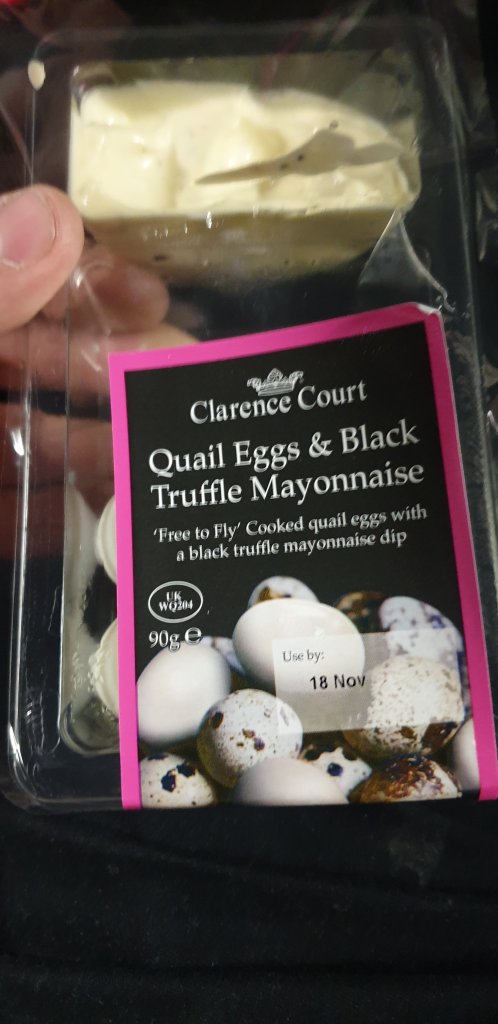 Clarence Court
Quail Eggs & Black
Truffle Mayonnaise
'Free to Fly' Cooked quail eggs with
a black truffle mayonnaise dip
UK
WQ204
90g ℮
Use by:
18 Nov